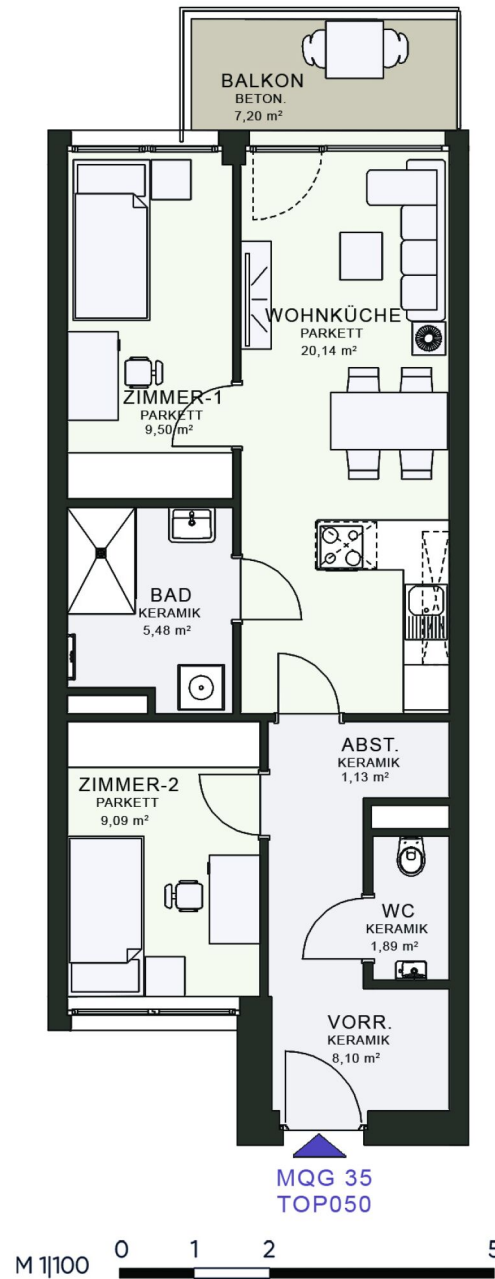 BALKON
BETON.
7,20 m²
WOHNKÜCHE
PARKETT
20,14 m²
ZIMMER-1
PARKETT
9,50 m²
BAD
KERAMIK
5,48 m²
ABST.
KERAMIK
1,13 m²
ZIMMER-2
PARKETT
9,09 m²
WC
KERAMIK
1,89 m²
VORR.
KERAMIK
8,10 m²
MQG 35
TOP050
M 1|100 0 1 2 5